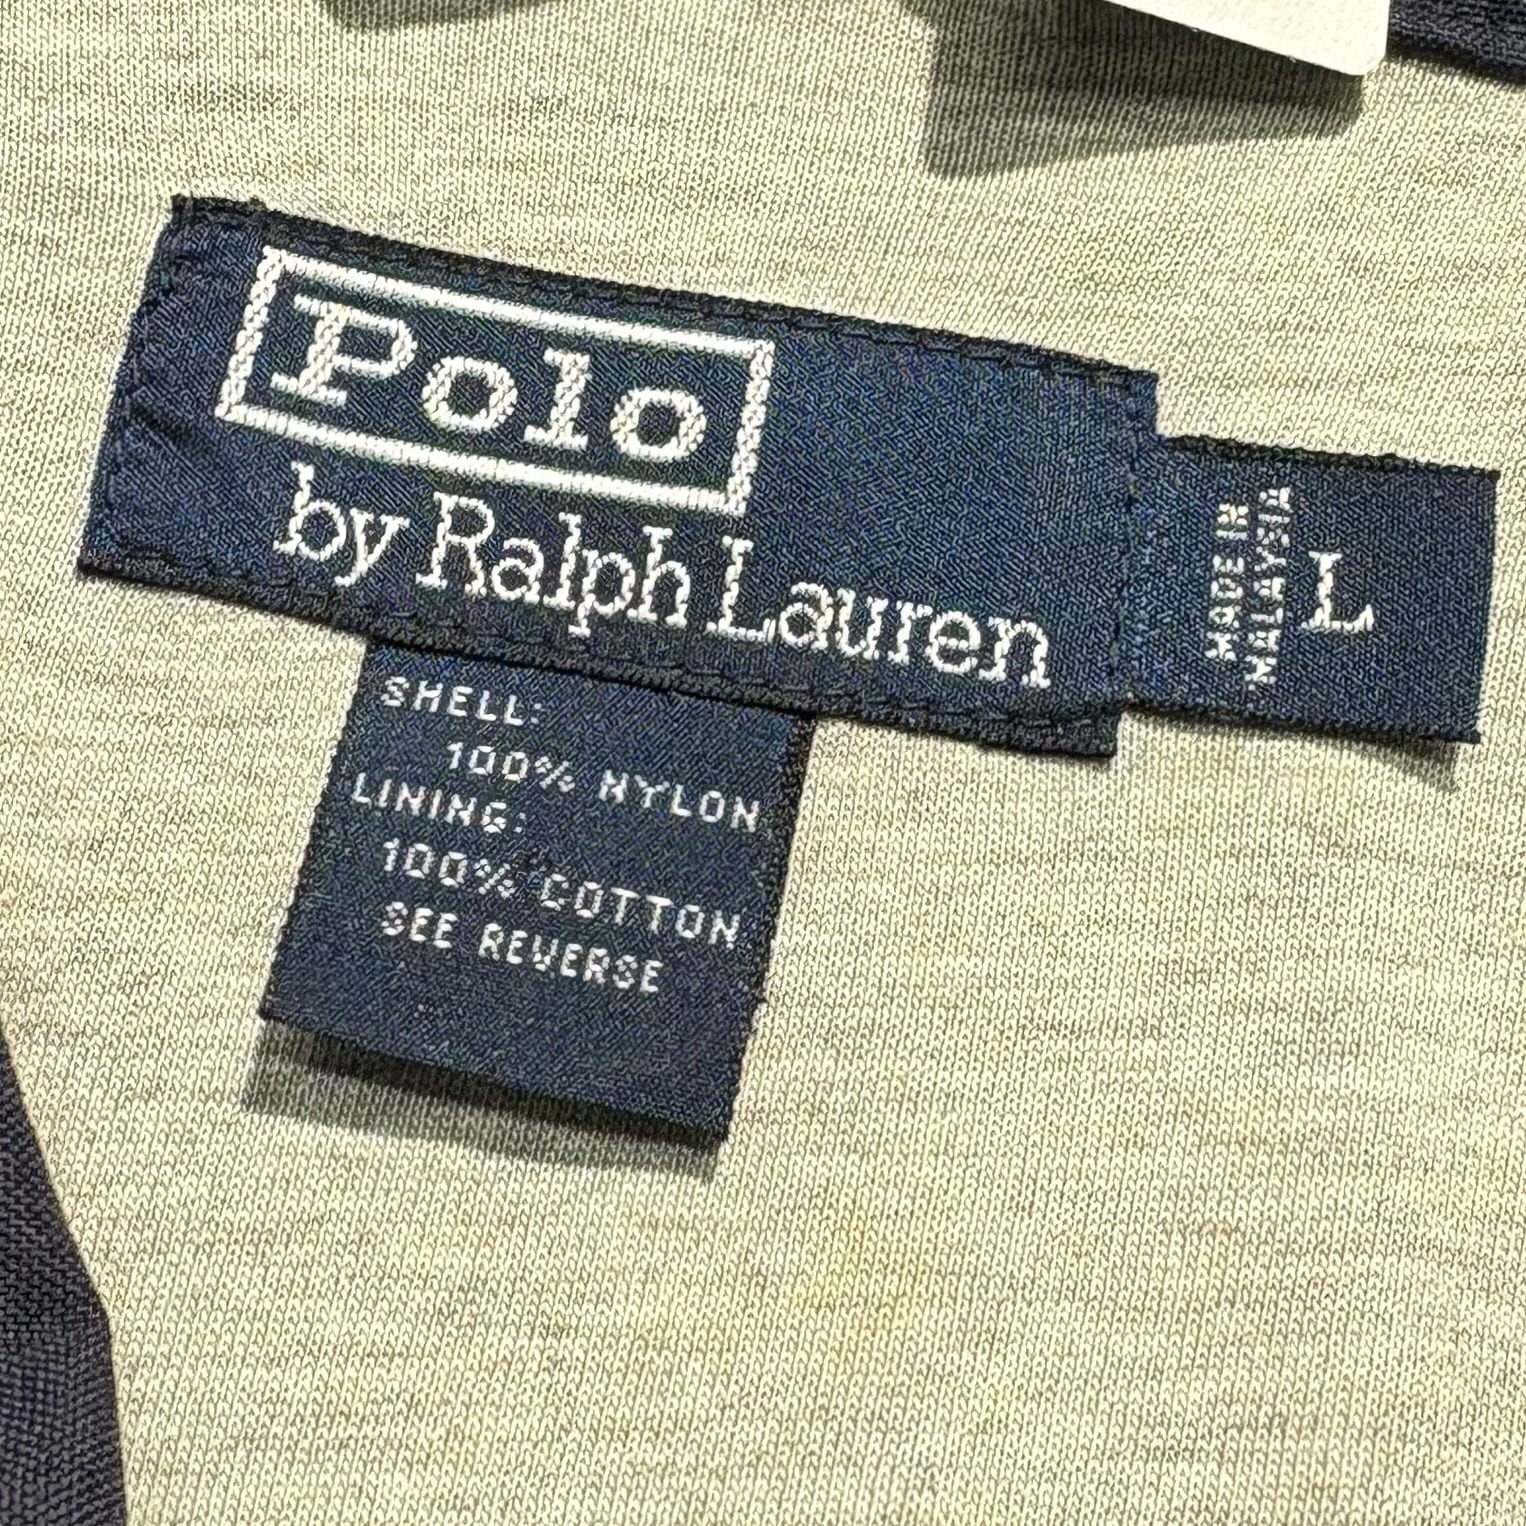 Polo
by Ralph Lauren
MADE IN
MALAYSIA
L
SHELL:
100% NYLON
LINING:
100% COTTON
SEE REVERSE